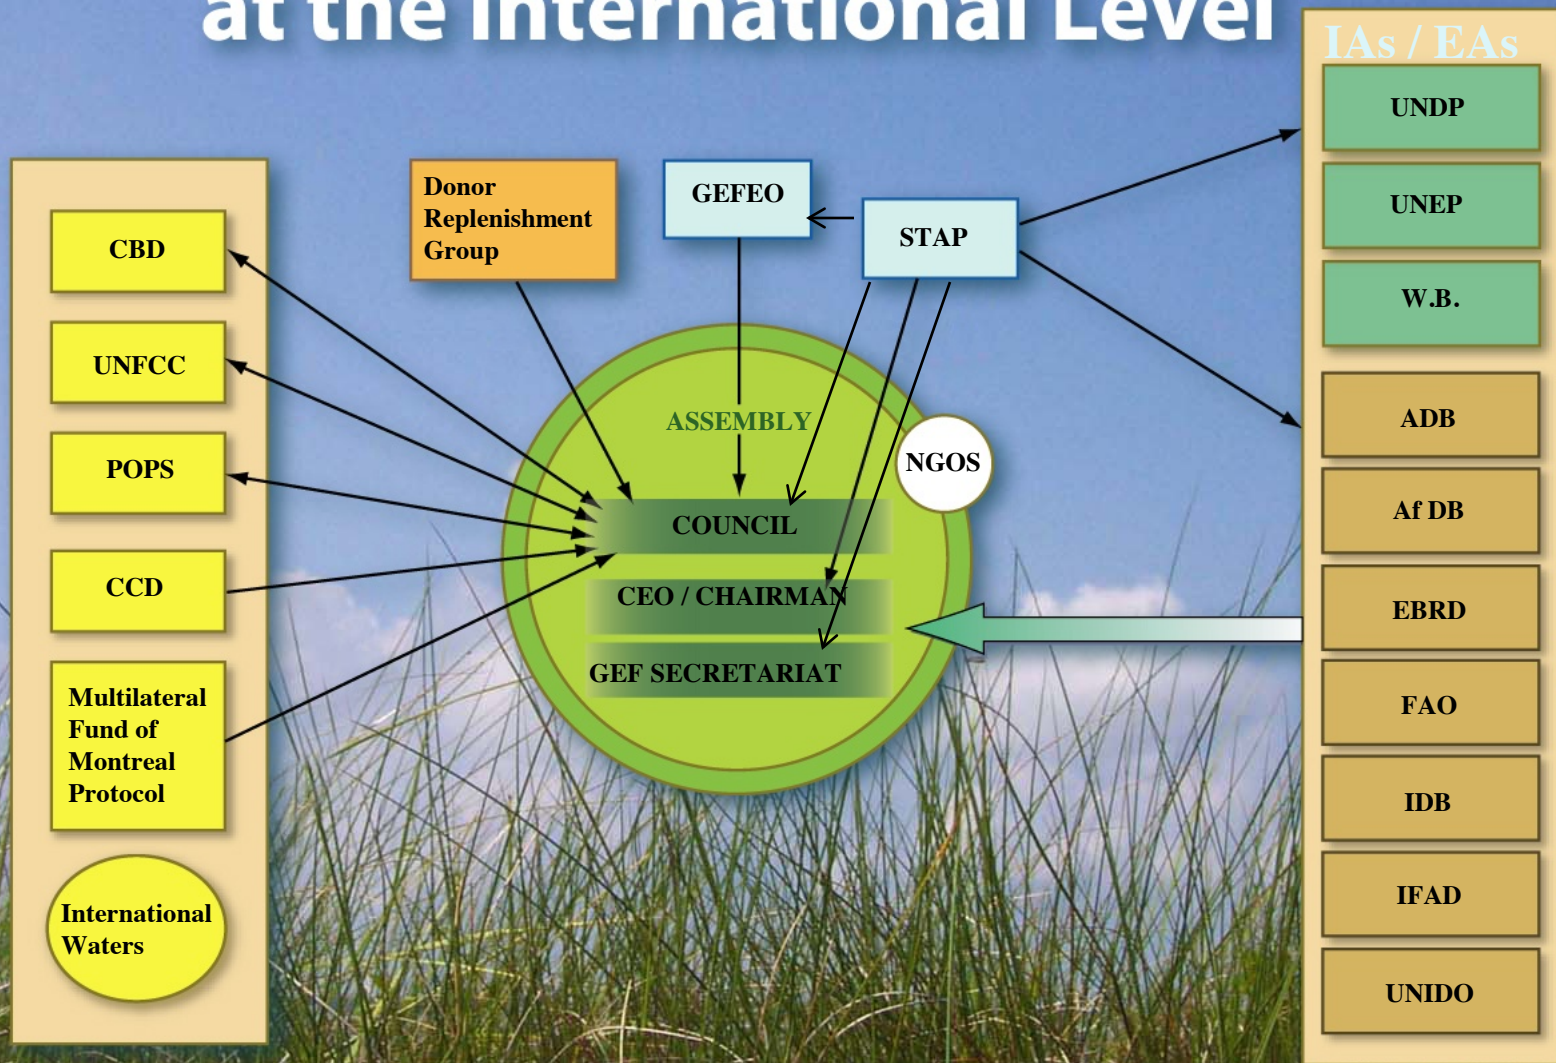 at the International Level
IAs / EAs
UNDP
UNEP
W.B.
ADB
Af DB
EBRD
FAO
IDB
IFAD
UNIDO
CBD
UNFCC
POPS
CCD
Multilateral
Fund of
Montreal
Protocol
International
Waters
Donor
Replenishment
Group
GEFEO
STAP
ASSEMBLY
NGOS
COUNCIL
CEO / CHAIRMAN
GEF SECRETARIAT